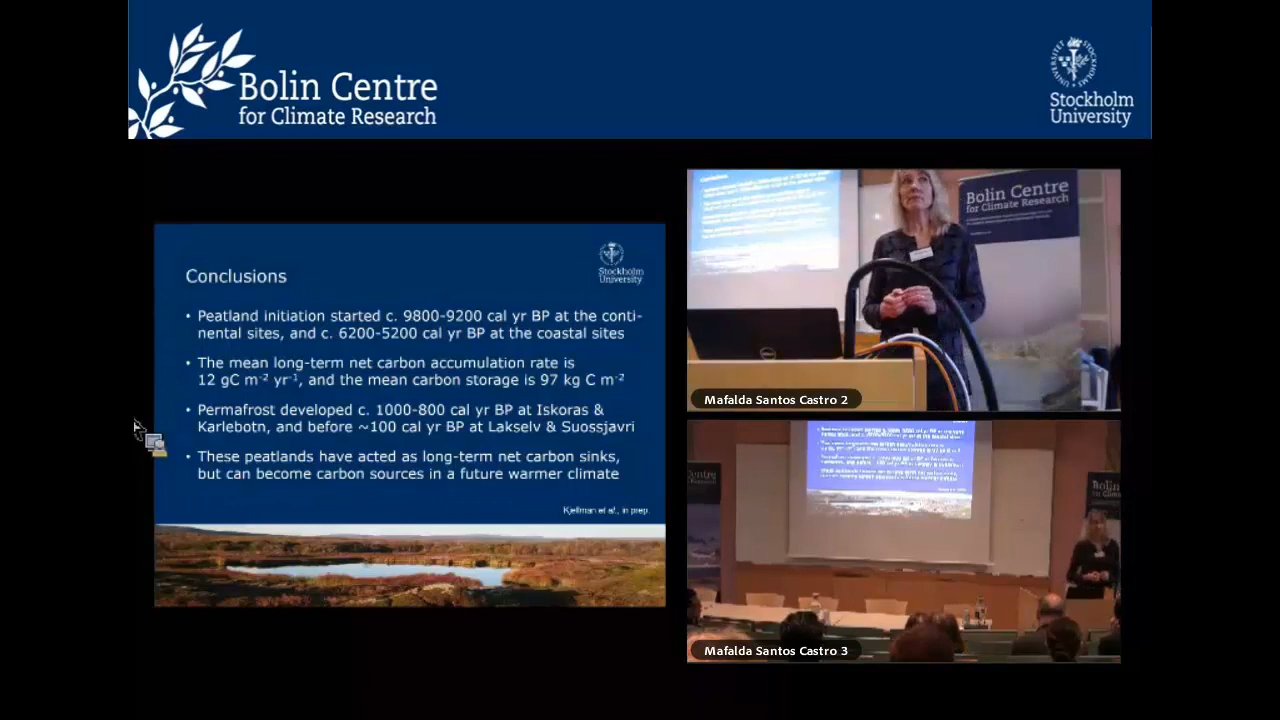 Bolin Centre
for Climate Research
Stockholm
University
Stockholm
University
Conclusions
• Peatland initiation started c. 9800-9200 cal yr BP at the conti-
nental sites, and c. 6200-5200 cal yr BP at the coastal sites
• The mean long-term net carbon accumulation rate is
12 gC m⁻² yr⁻¹, and the mean carbon storage is 97 kg C m⁻²
• Permafrost developed c. 1000-800 cal yr BP at Iskoras &
Karlebotn, and before ~100 cal yr BP at Lakselv & Suossjavri
• These peatlands have acted as long-term net carbon sinks,
but can become carbon sources in a future warmer climate
Kjellman et al., in prep.
Bolin Centre
for Climate Research
DELL
Mafalda Santos Castro 2
Mafalda Santos Castro 3